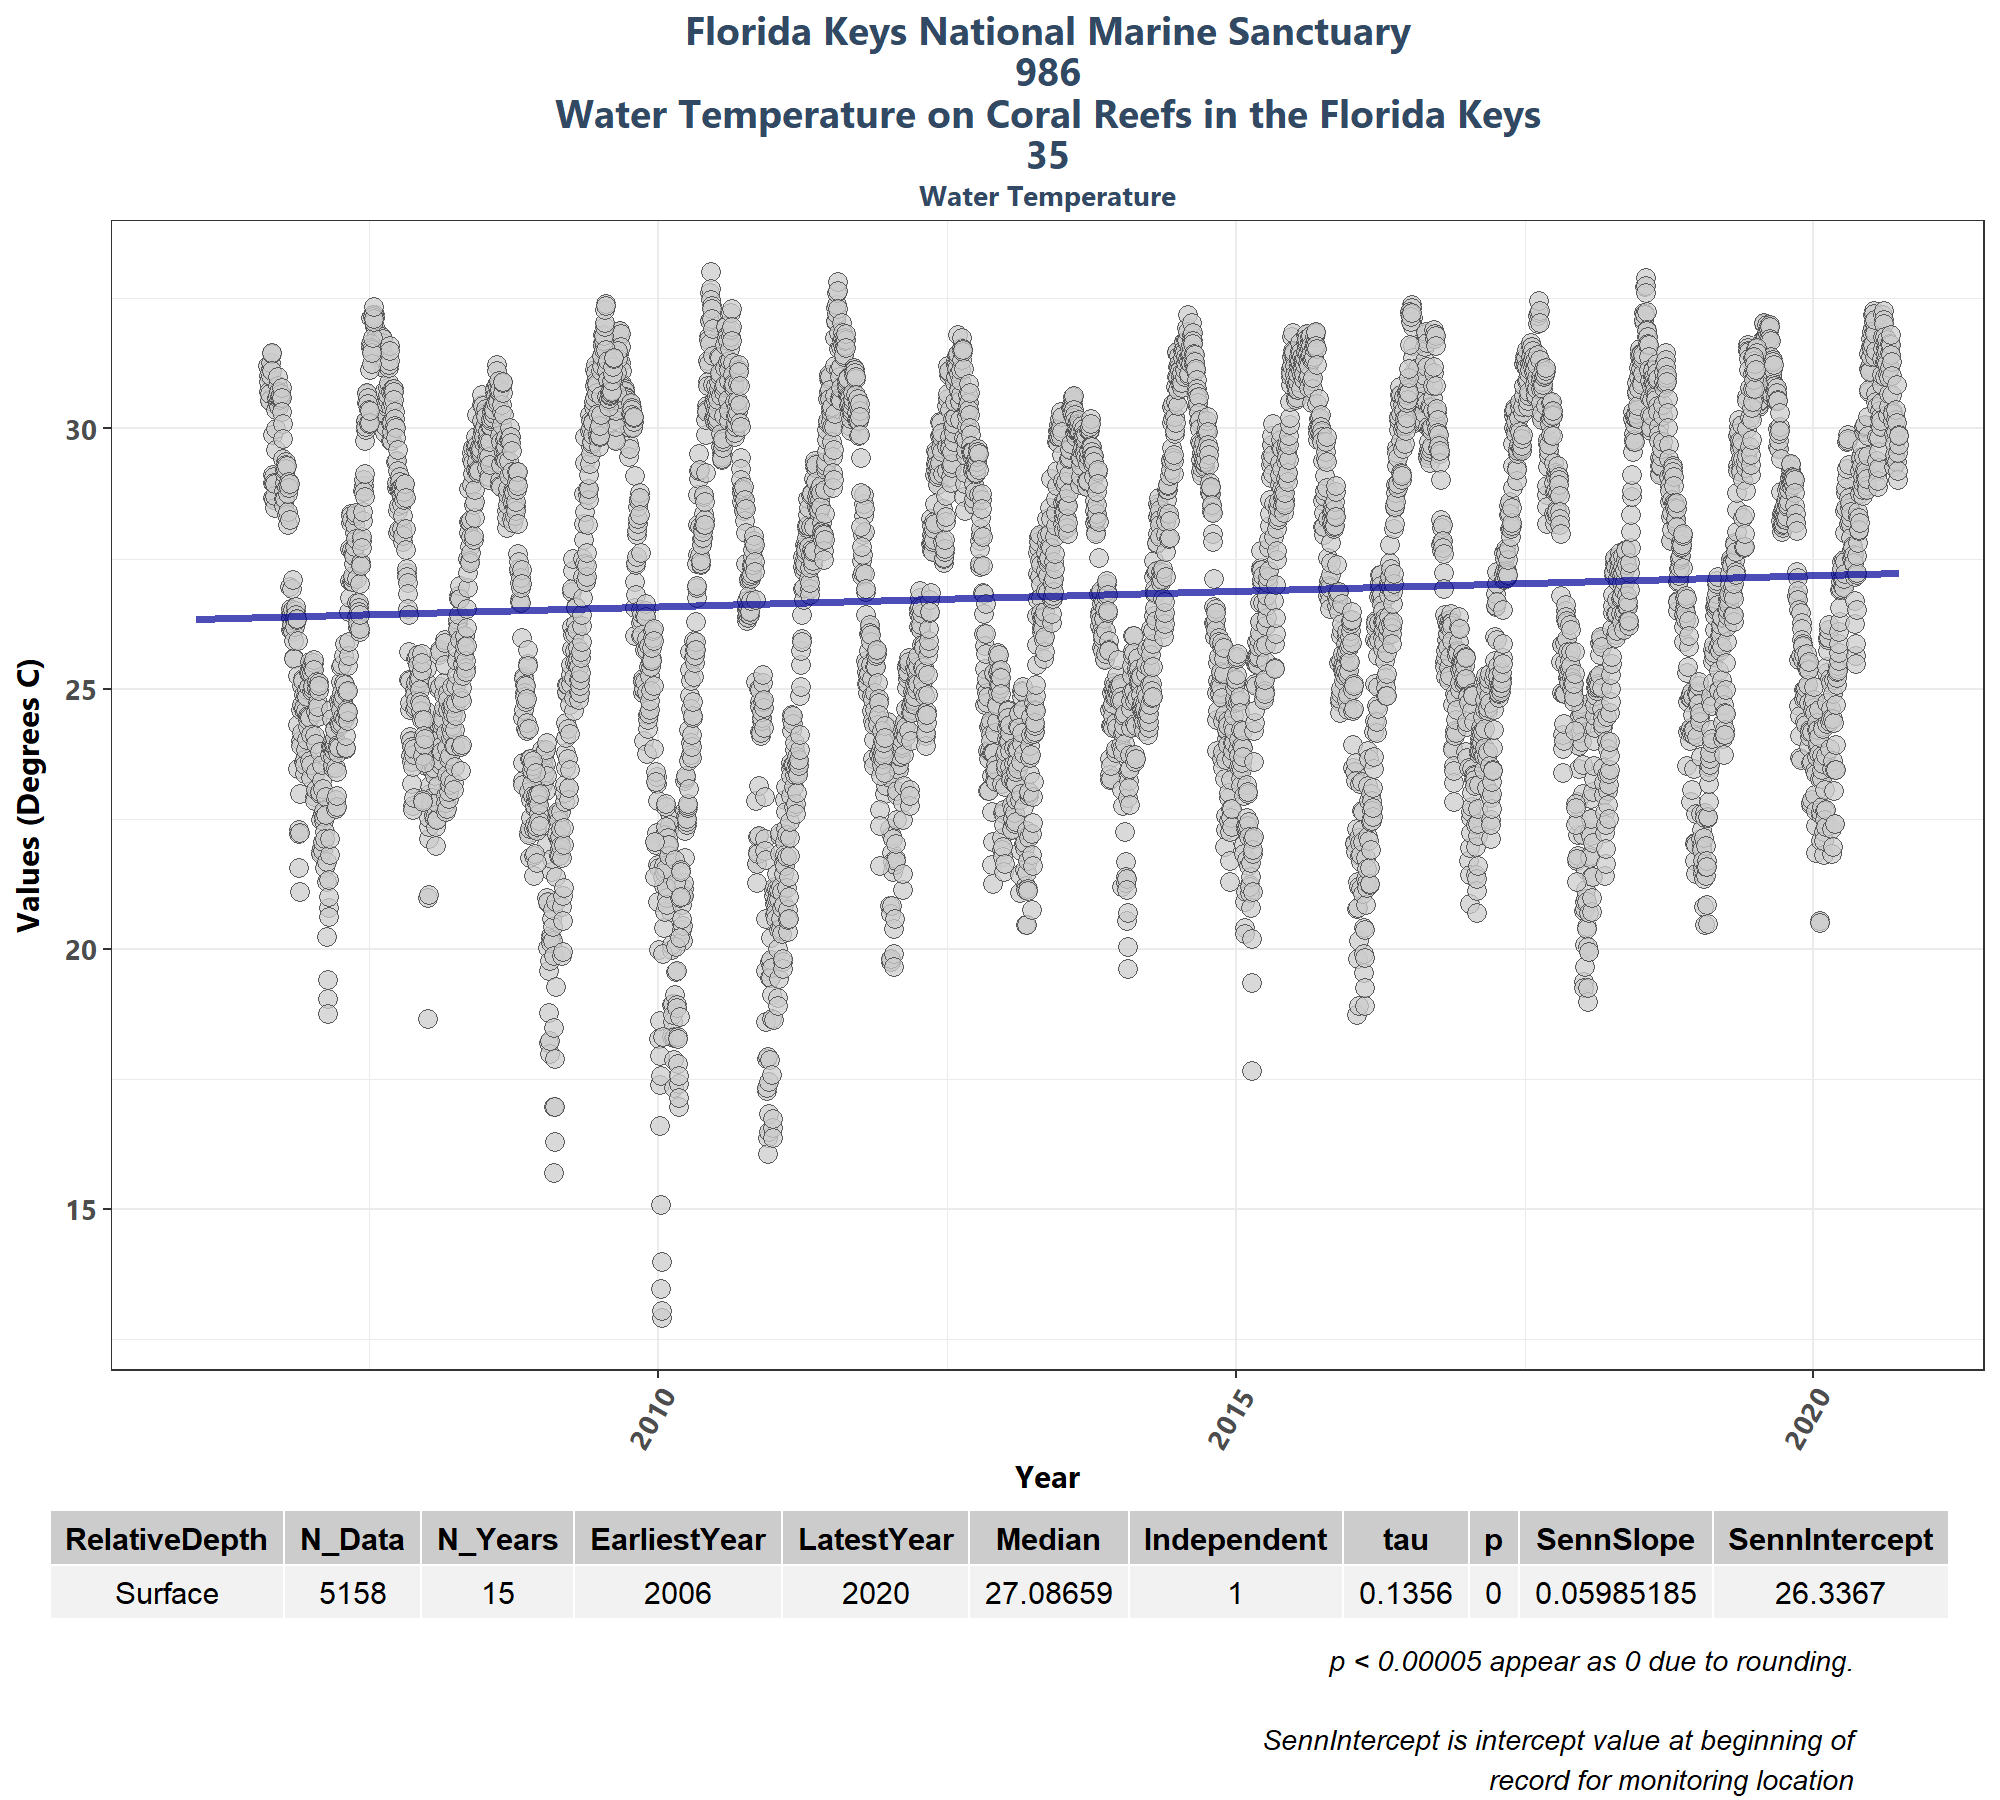 Florida Keys National Marine Sanctuary
986
Water Temperature on Coral Reefs in the Florida Keys
35
Water Temperature
Values (Degrees C)
30
25
20
15
2010
2015
2020
Year
RelativeDepth N_Data N_Years EarliestYear LatestYear Median Independent tau p SennSlope SennIntercept
Surface 5158 15 2006 2020 27.08659 1 0.1356 0 0.05985185 26.3367
p < 0.00005 appear as 0 due to rounding.
SennIntercept is intercept value at beginning of
record for monitoring location